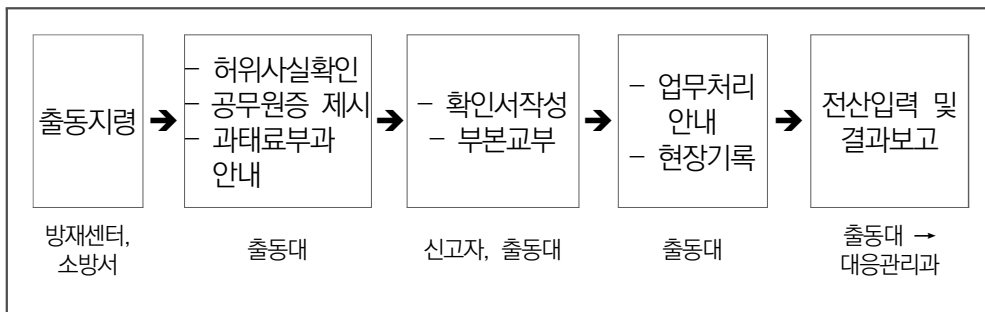 출동지령
– 허위사실확인
– 공무원증 제시
– 과태료부과
안내
– 확인서작성
– 부본교부
– 업무처리
안내
– 현장기록
전산입력 및
결과보고
방재센터,
소방서
출동대
신고자, 출동대
출동대
출동대 →
대응관리과